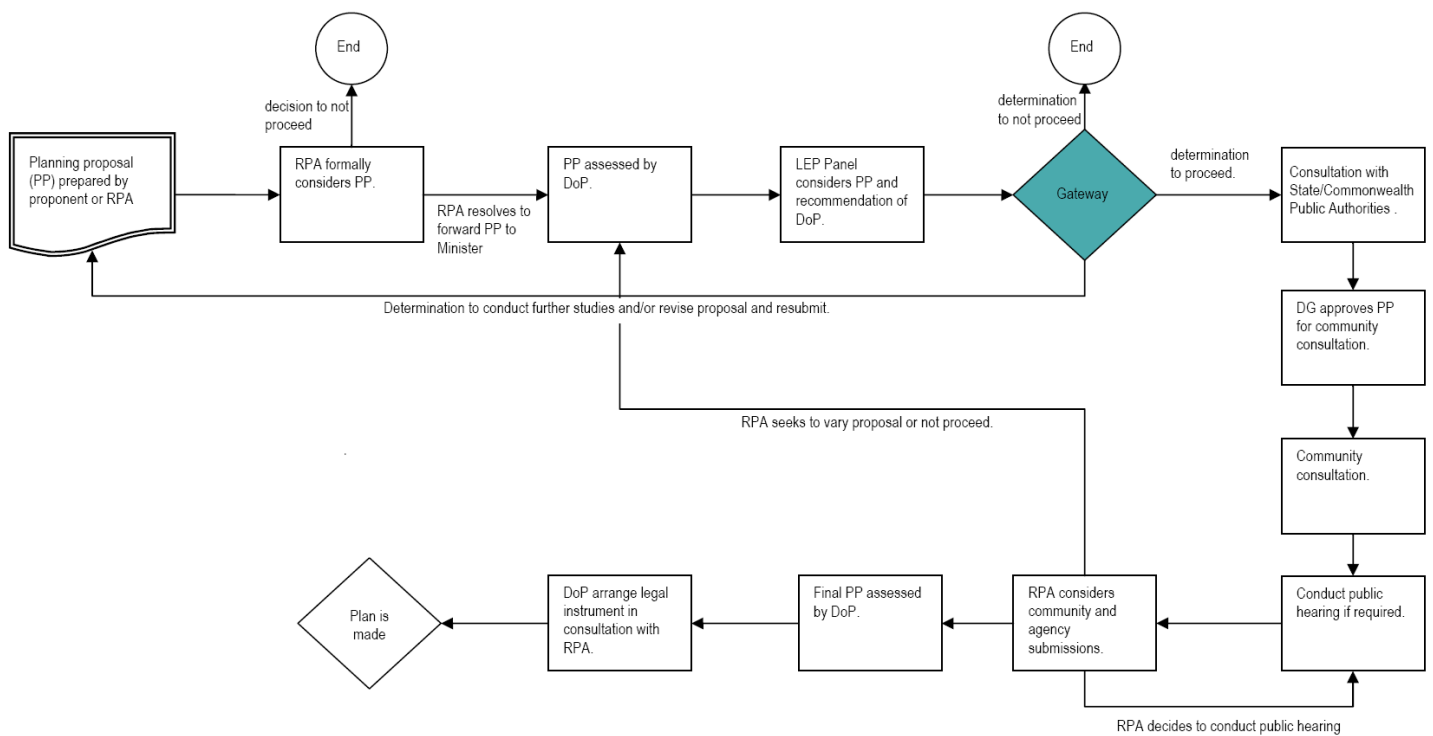 End
End
decision to not
proceed
determination
to not proceed
Planning proposal
(PP) prepared by
proponent or RPA
RPA formally
considers PP.
RPA resolves to
forward PP to
Minister
PP assessed by
DoP.
LEP Panel
considers PP and
recommendation of
DoP.
Gateway
determination
to proceed.
Consultation with
State/Commonwealth
Public Authorities .
Determination to conduct further studies and/or revise proposal and resubmit.
DG approves PP
for community
consultation.
RPA seeks to vary proposal or not proceed.
Community
consultation.
Plan is
made
DoP arrange legal
instrument in
consultation with
RPA.
Final PP assessed
by DoP.
RPA considers
community and
agency
submissions.
Conduct public
hearing if required.
RPA decides to conduct public hearing